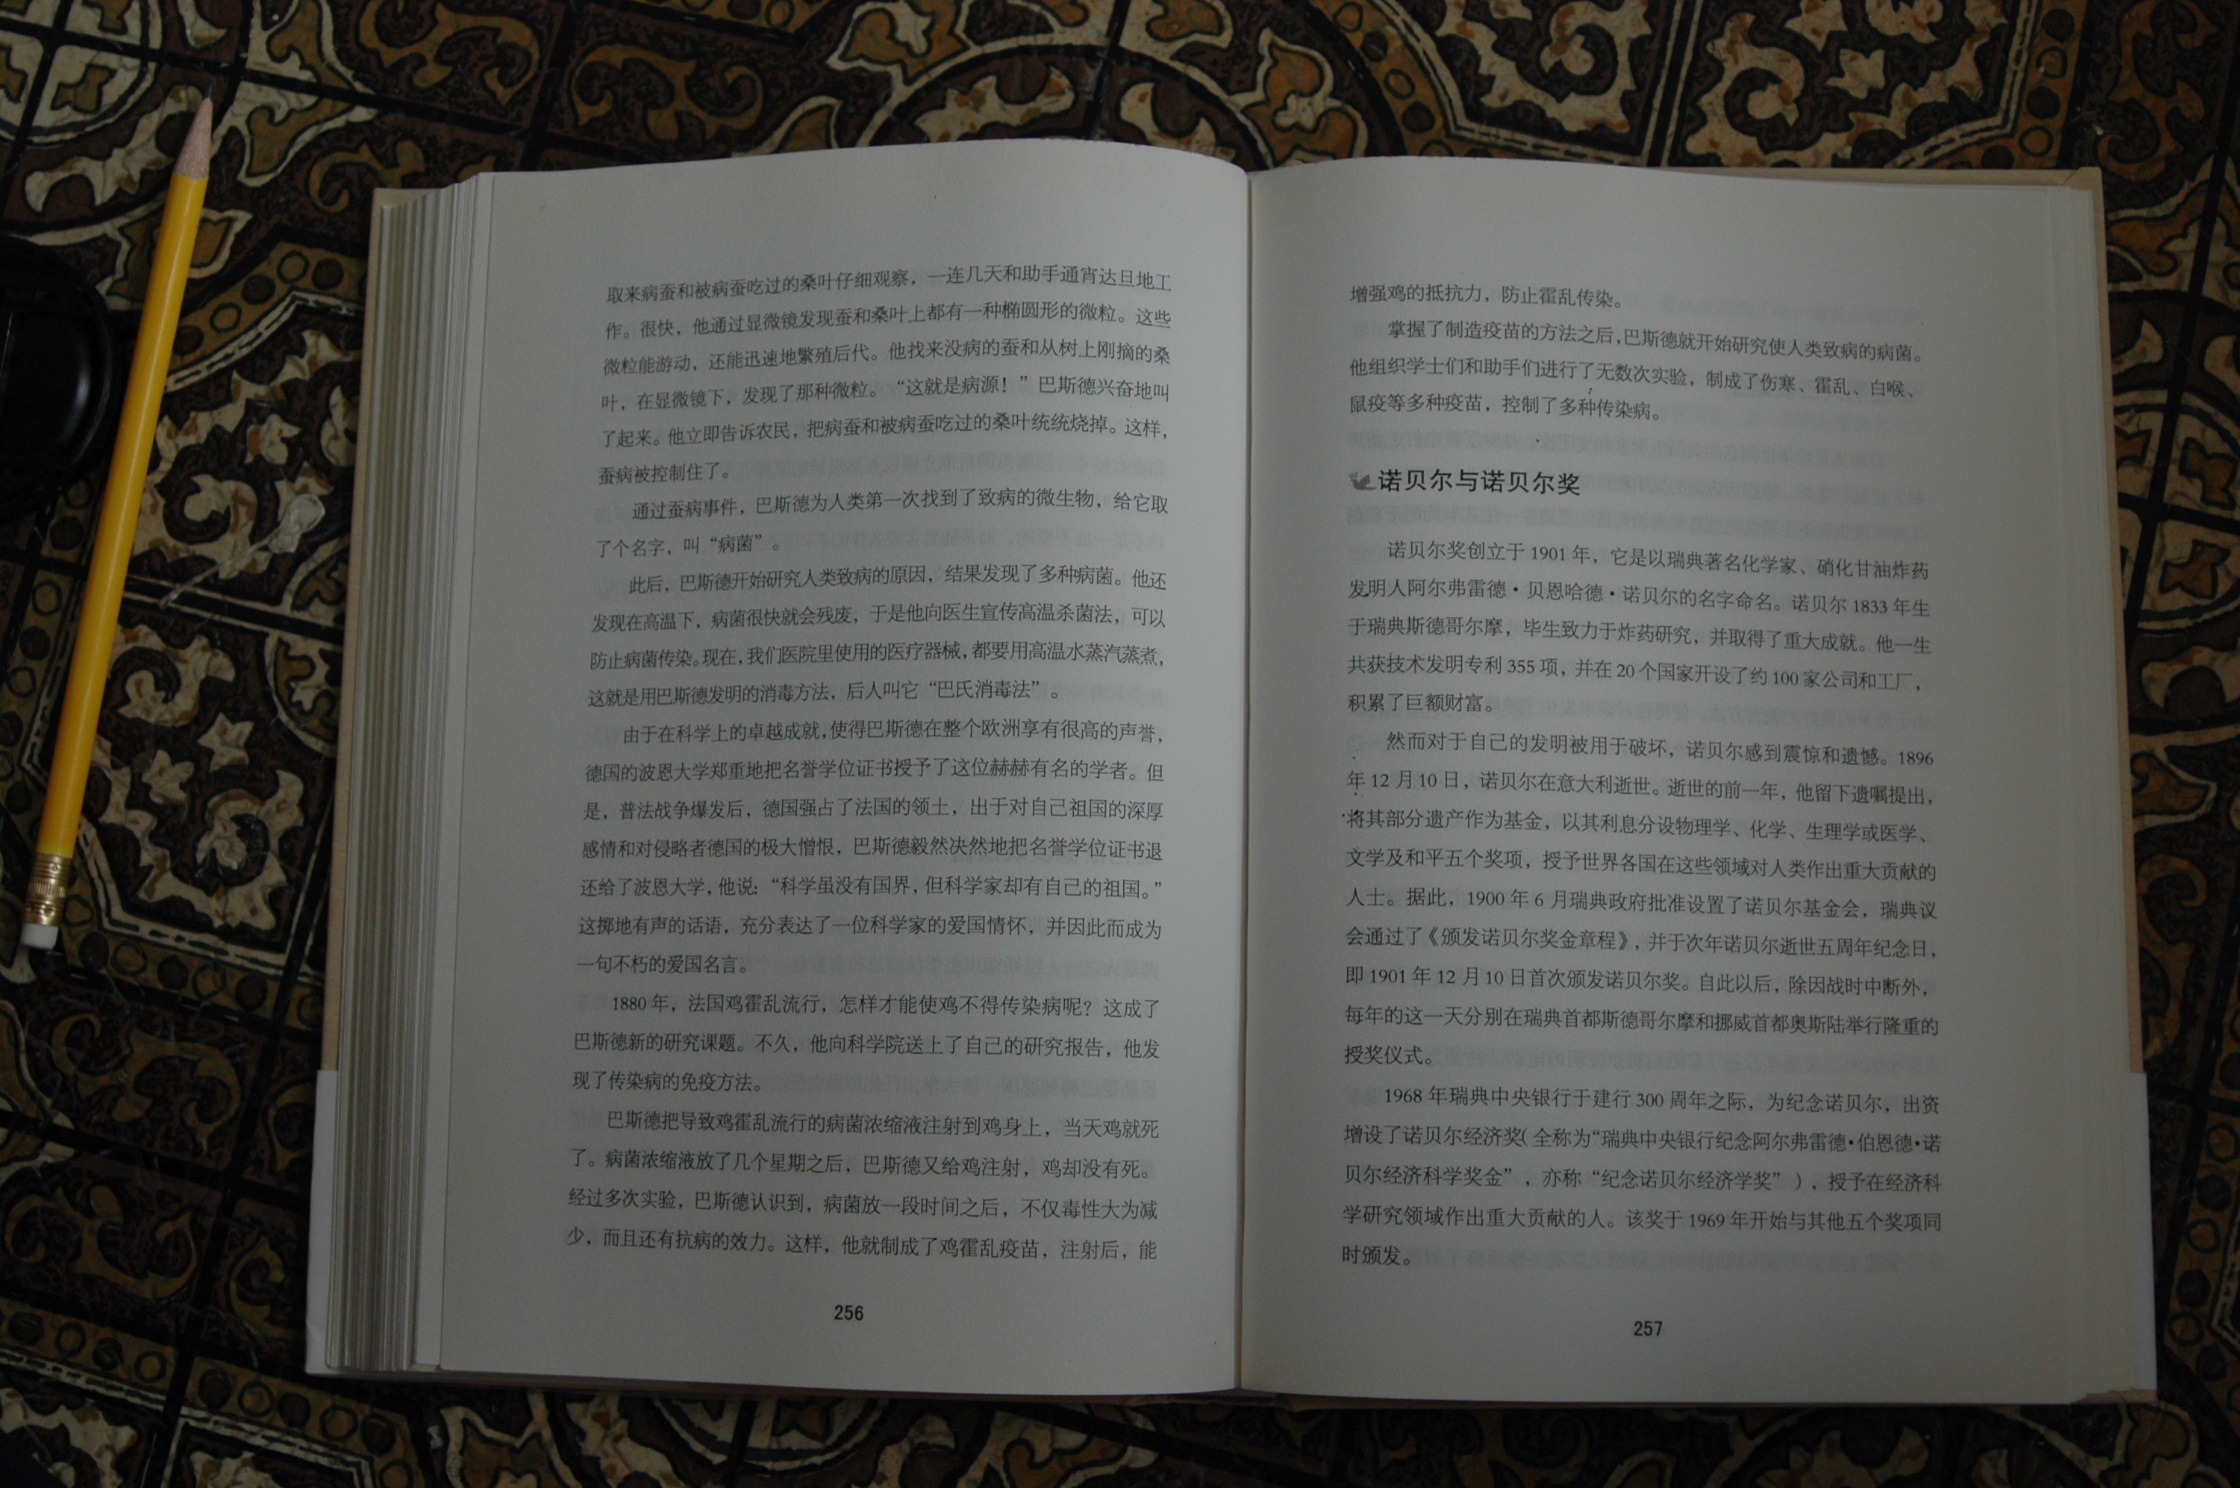 取来病蚕和被病蚕吃过的桑叶仔细观察，一连几天和助手通宵达旦地工
作。很快，他通过显微镜发现蚕和桑叶上都有一种椭圆形的微粒。这些
微粒能游动，还能迅速地繁殖后代。他找来没病的蚕和从树上刚摘的桑
叶，在显微镜下，发现了那种微粒。“这就是病源！”巴斯德兴奋地叫
了起来。他立即告诉农民，把病蚕和被病蚕吃过的桑叶统统烧掉。这样，
蚕病被控制住了。
通过蚕病事件，巴斯德为人类第一次找到了致病的微生物，给它取
了个名字，叫“病菌”。
此后，巴斯德开始研究人类致病的原因，结果发现了多种病菌。他还
发现在高温下，病菌很快就会残废，于是他向医生宣传高温杀菌法，可以
防止病菌传染。现在，我们医院里使用的医疗器械，都要用高温水蒸汽蒸煮，
这就是用巴斯德发明的消毒方法，后人叫它“巴氏消毒法”。
由于在科学上的卓越成就，使得巴斯德在整个欧洲享有很高的声誉，
德国的波恩大学郑重地把名誉学位证书授予了这位赫赫有名的学者。但
是，普法战争爆发后，德国强占了法国的领土，出于对自己祖国的深厚
感情和对侵略者德国的极大憎恨，巴斯德毅然决然地把名誉学位证书退
还给了波恩大学，他说：“科学虽没有国界，但科学家却有自己的祖国。”
这掷地有声的话语，充分表达了一位科学家的爱国情怀，并因此而成为
一句不朽的爱国名言。
1880 年，法国鸡霍乱流行，怎样才能使鸡不得传染病呢？这成了
巴斯德新的研究课题。不久，他向科学院送上了自己的研究报告，他发
现了传染病的免疫方法。
巴斯德把导致鸡霍乱流行的病菌浓缩液注射到鸡身上，当天鸡就死
了。病菌浓缩液放了几个星期之后，巴斯德又给鸡注射，鸡却没有死。
经过多次实验，巴斯德认识到，病菌放一段时间之后，不仅毒性大为减
少，而且还有抗病的效力。这样，他就制成了鸡霍乱疫苗，注射后，能
256
增强鸡的抵抗力，防止霍乱传染。
掌握了制造疫苗的方法之后，巴斯德就开始研究使人类致病的病菌。
他组织学士们和助手们进行了无数次实验，制成了伤寒、霍乱、白喉、
鼠疫等多种疫苗，控制了多种传染病。
诺贝尔与诺贝尔奖
诺贝尔奖创立于 1901 年，它是以瑞典著名化学家、硝化甘油炸药
发明人阿尔弗雷德·贝恩哈德·诺贝尔的名字命名。诺贝尔 1833 年生
于瑞典斯德哥尔摩，毕生致力于炸药研究，并取得了重大成就。他一生
共获技术发明专利 355 项，并在 20 个国家开设了约 100 家公司和工厂，
积累了巨额财富。
然而对于自己的发明被用于破坏，诺贝尔感到震惊和遗憾。1896
年 12 月 10 日，诺贝尔在意大利逝世。逝世的前一年，他留下遗嘱提出，
将其部分遗产作为基金，以其利息分设物理学、化学、生理学或医学、
文学及和平五个奖项，授予世界各国在这些领域对人类作出重大贡献的
人士。据此，1900 年 6 月瑞典政府批准设置了诺贝尔基金会，瑞典议
会通过了《颁发诺贝尔奖金章程》，并于次年诺贝尔逝世五周年纪念日，
即 1901 年 12 月 10 日首次颁发诺贝尔奖。自此以后，除因战时中断外，
每年的这一天分别在瑞典首都斯德哥尔摩和挪威首都奥斯陆举行隆重的
授奖仪式。
1968 年瑞典中央银行于建行 300 周年之际，为纪念诺贝尔，出资
增设了诺贝尔经济奖（全称为“瑞典中央银行纪念阿尔弗雷德·伯恩德·诺
贝尔经济科学奖金”，亦称“纪念诺贝尔经济学奖”），授予在经济科
学研究领域作出重大贡献的人。该奖于 1969 年开始与其他五个奖项同
时颁发。
257